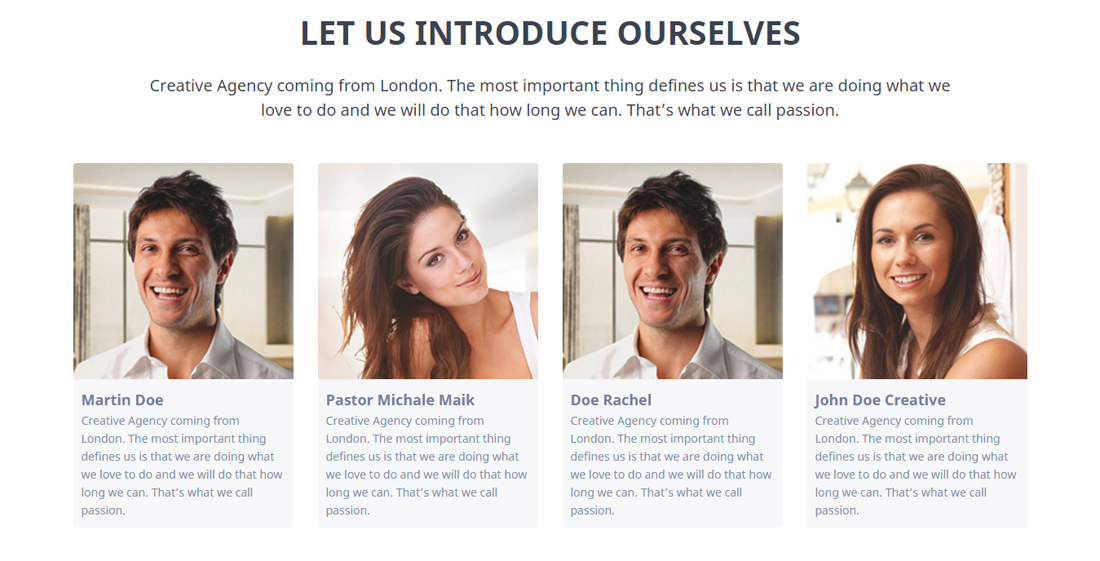 LET US INTRODUCE OURSELVES
Creative Agency coming from London. The most important thing defines us is that we are doing what we
love to do and we will do that how long we can. That's what we call passion.
Martin Doe
Creative Agency coming from
London. The most important thing
defines us is that we are doing what
we love to do and we will do that how
long we can. That's what we call
passion.
Pastor Michale Maik
Creative Agency coming from
London. The most important thing
defines us is that we are doing what
we love to do and we will do that how
long we can. That's what we call
passion.
Doe Rachel
Creative Agency coming from
London. The most important thing
defines us is that we are doing what
we love to do and we will do that how
long we can. That's what we call
passion.
John Doe Creative
Creative Agency coming from
London. The most important thing
defines us is that we are doing what
we love to do and we will do that how
long we can. That's what we call
passion.